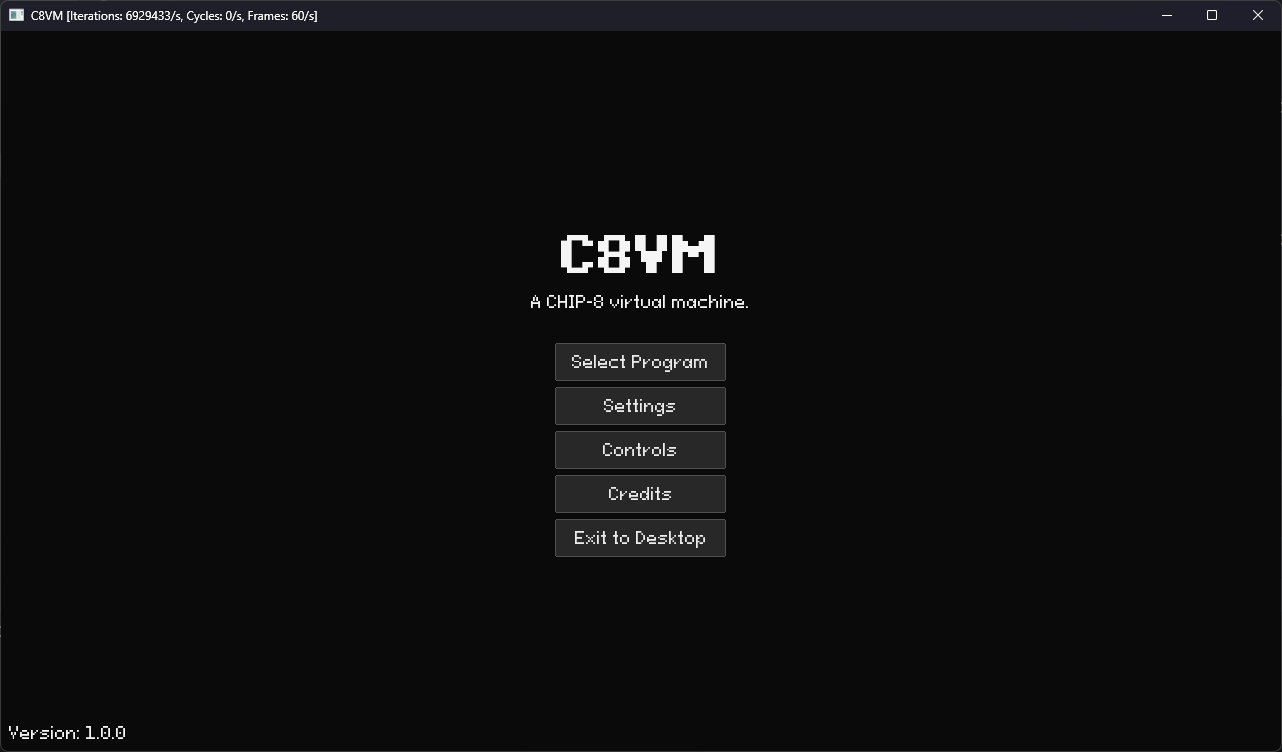 C8VM [Iterations: 6929433/s, Cycles: 0/s, Frames: 60/s]
C8VM
A CHIP-8 virtual machine.
Select Program
Settings
Controls
Credits
Exit to Desktop
Version: 1.0.0